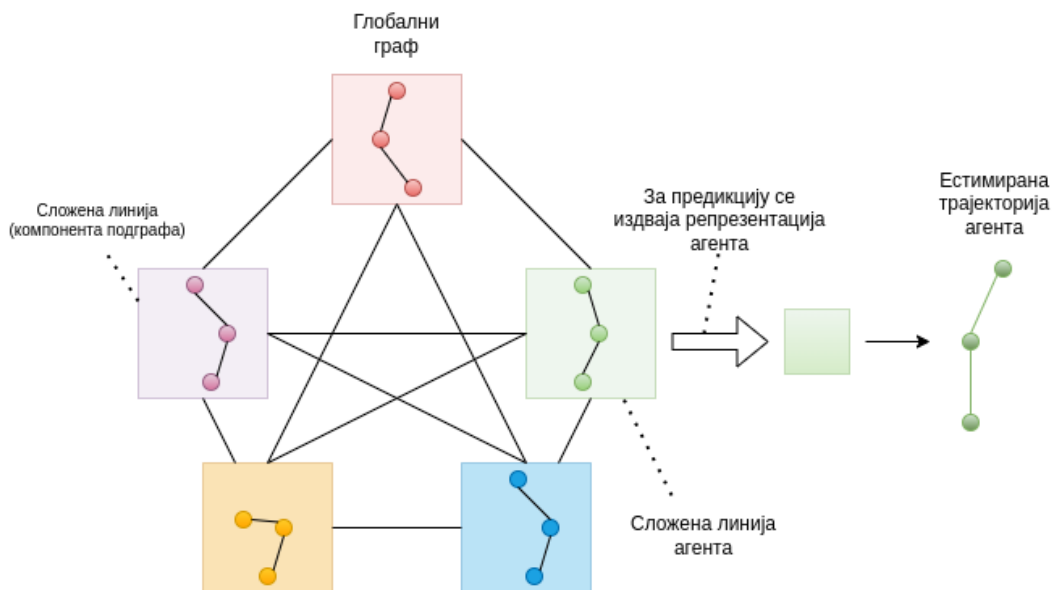 Глобални
граф
Сложена линија
(компонента подграфа)
За предикцију се
издваја репрезентација
агента
Естимирана
трајекторија
агента
Сложена линија
агента